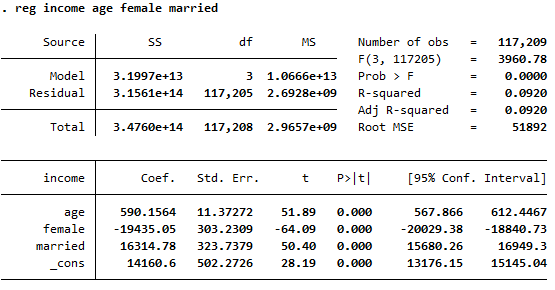 . reg income age female married
Source SS df MS Number of obs = 117,209
F(3, 117205) = 3960.78
Model 3.1997e+13 3 1.0666e+13 Prob > F = 0.0000
Residual 3.1561e+14 117,205 2.6928e+09 R-squared = 0.0920
Adj R-squared = 0.0920
Total 3.4760e+14 117,208 2.9657e+09 Root MSE = 51892
income Coef. Std. Err. t P>|t| [95% Conf. Interval]
age 590.1564 11.37272 51.89 0.000 567.866 612.4467
female -19435.05 303.2309 -64.09 0.000 -20029.38 -18840.73
married 16314.78 323.7379 50.40 0.000 15680.26 16949.3
_cons 14160.6 502.2726 28.19 0.000 13176.15 15145.04